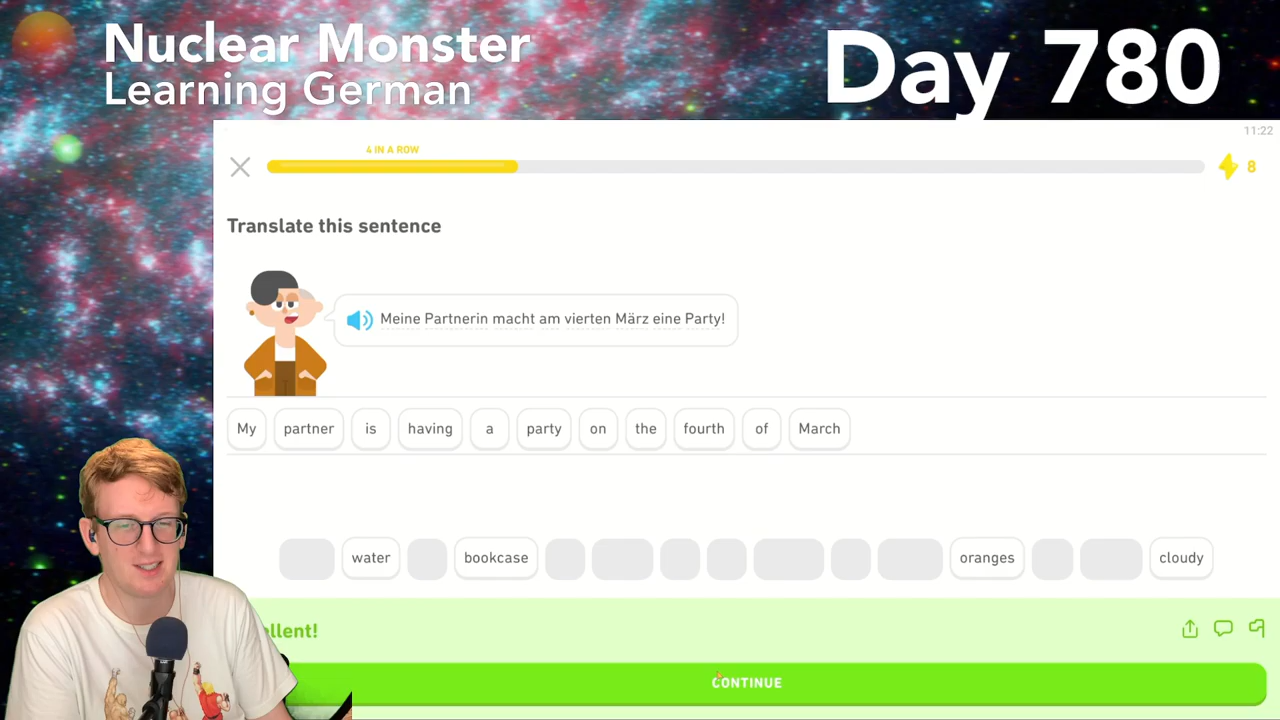 Nuclear Monster
Learning German
Day 780
11:22
4 IN A ROW
8
Translate this sentence
Meine Partnerin macht am vierten März eine Party!
My partner is having a party on the fourth of March
water bookcase oranges cloudy
llent!
CONTINUE